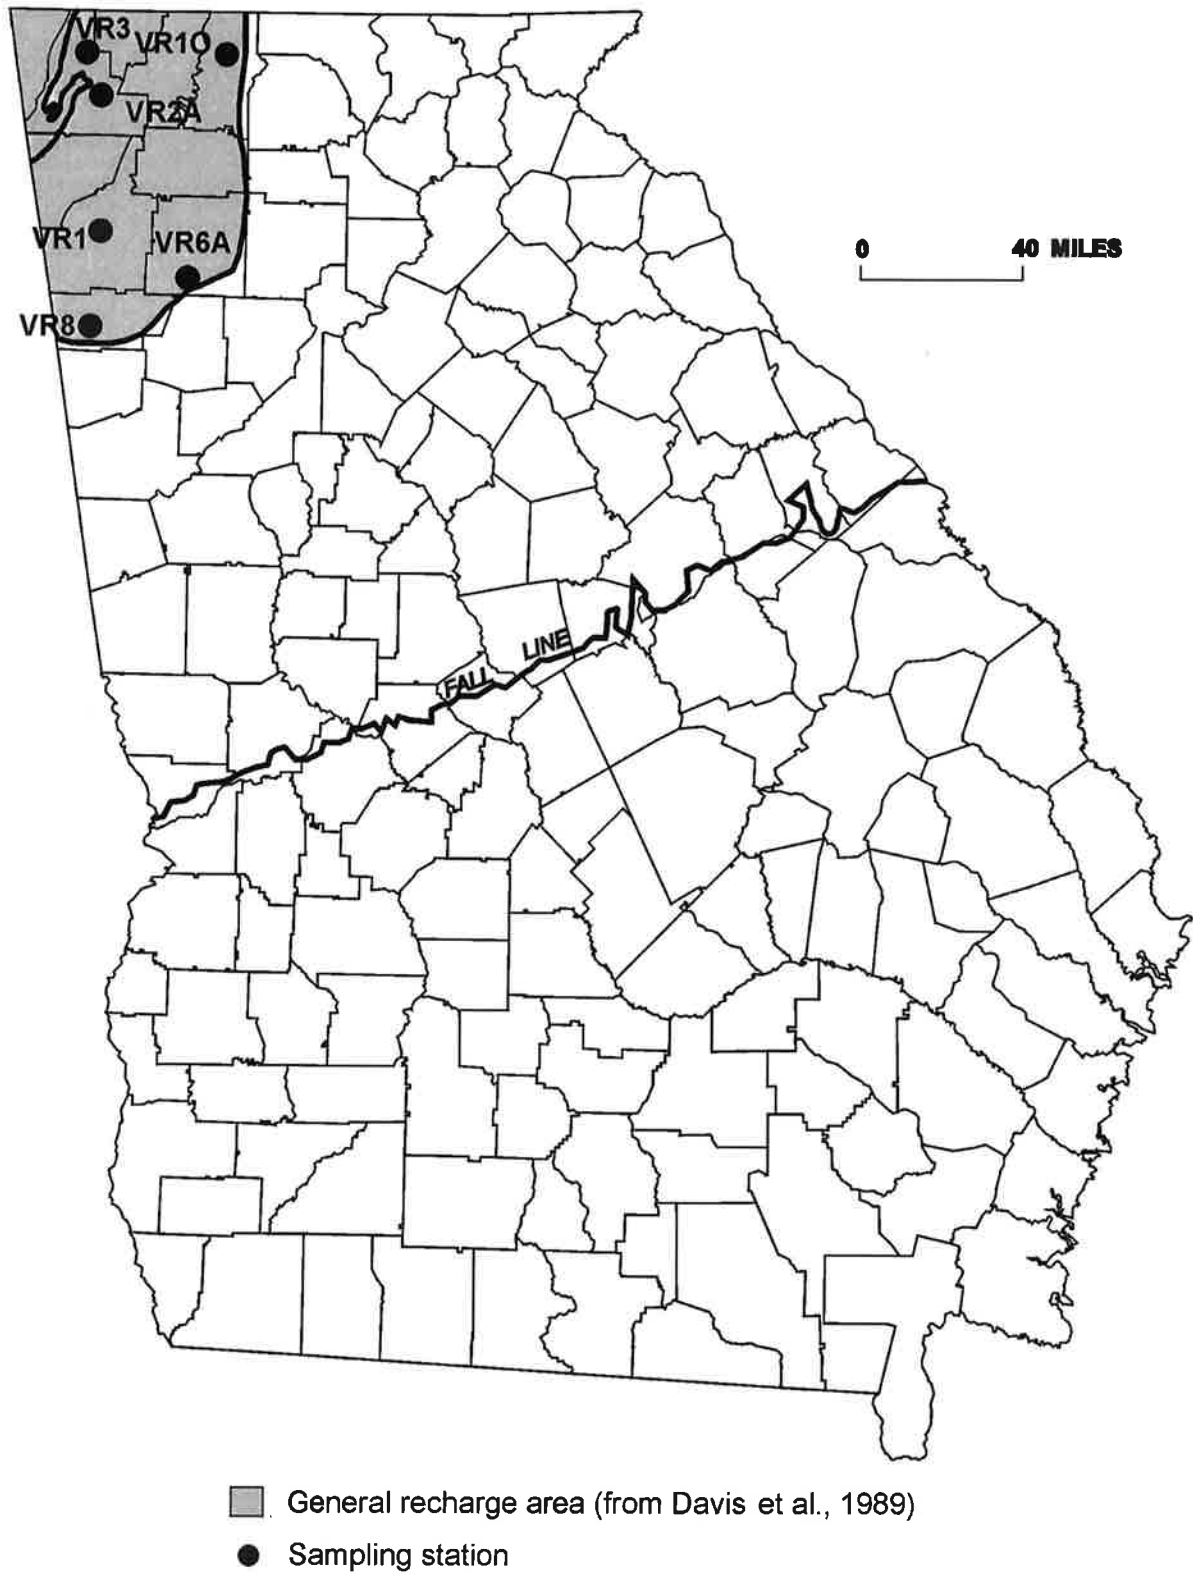 VR3
VR10
VR2A
VR1
VR6A
VR8
0 40 MILES
FALL LINE
General recharge area (from Davis et al., 1989)
Sampling station